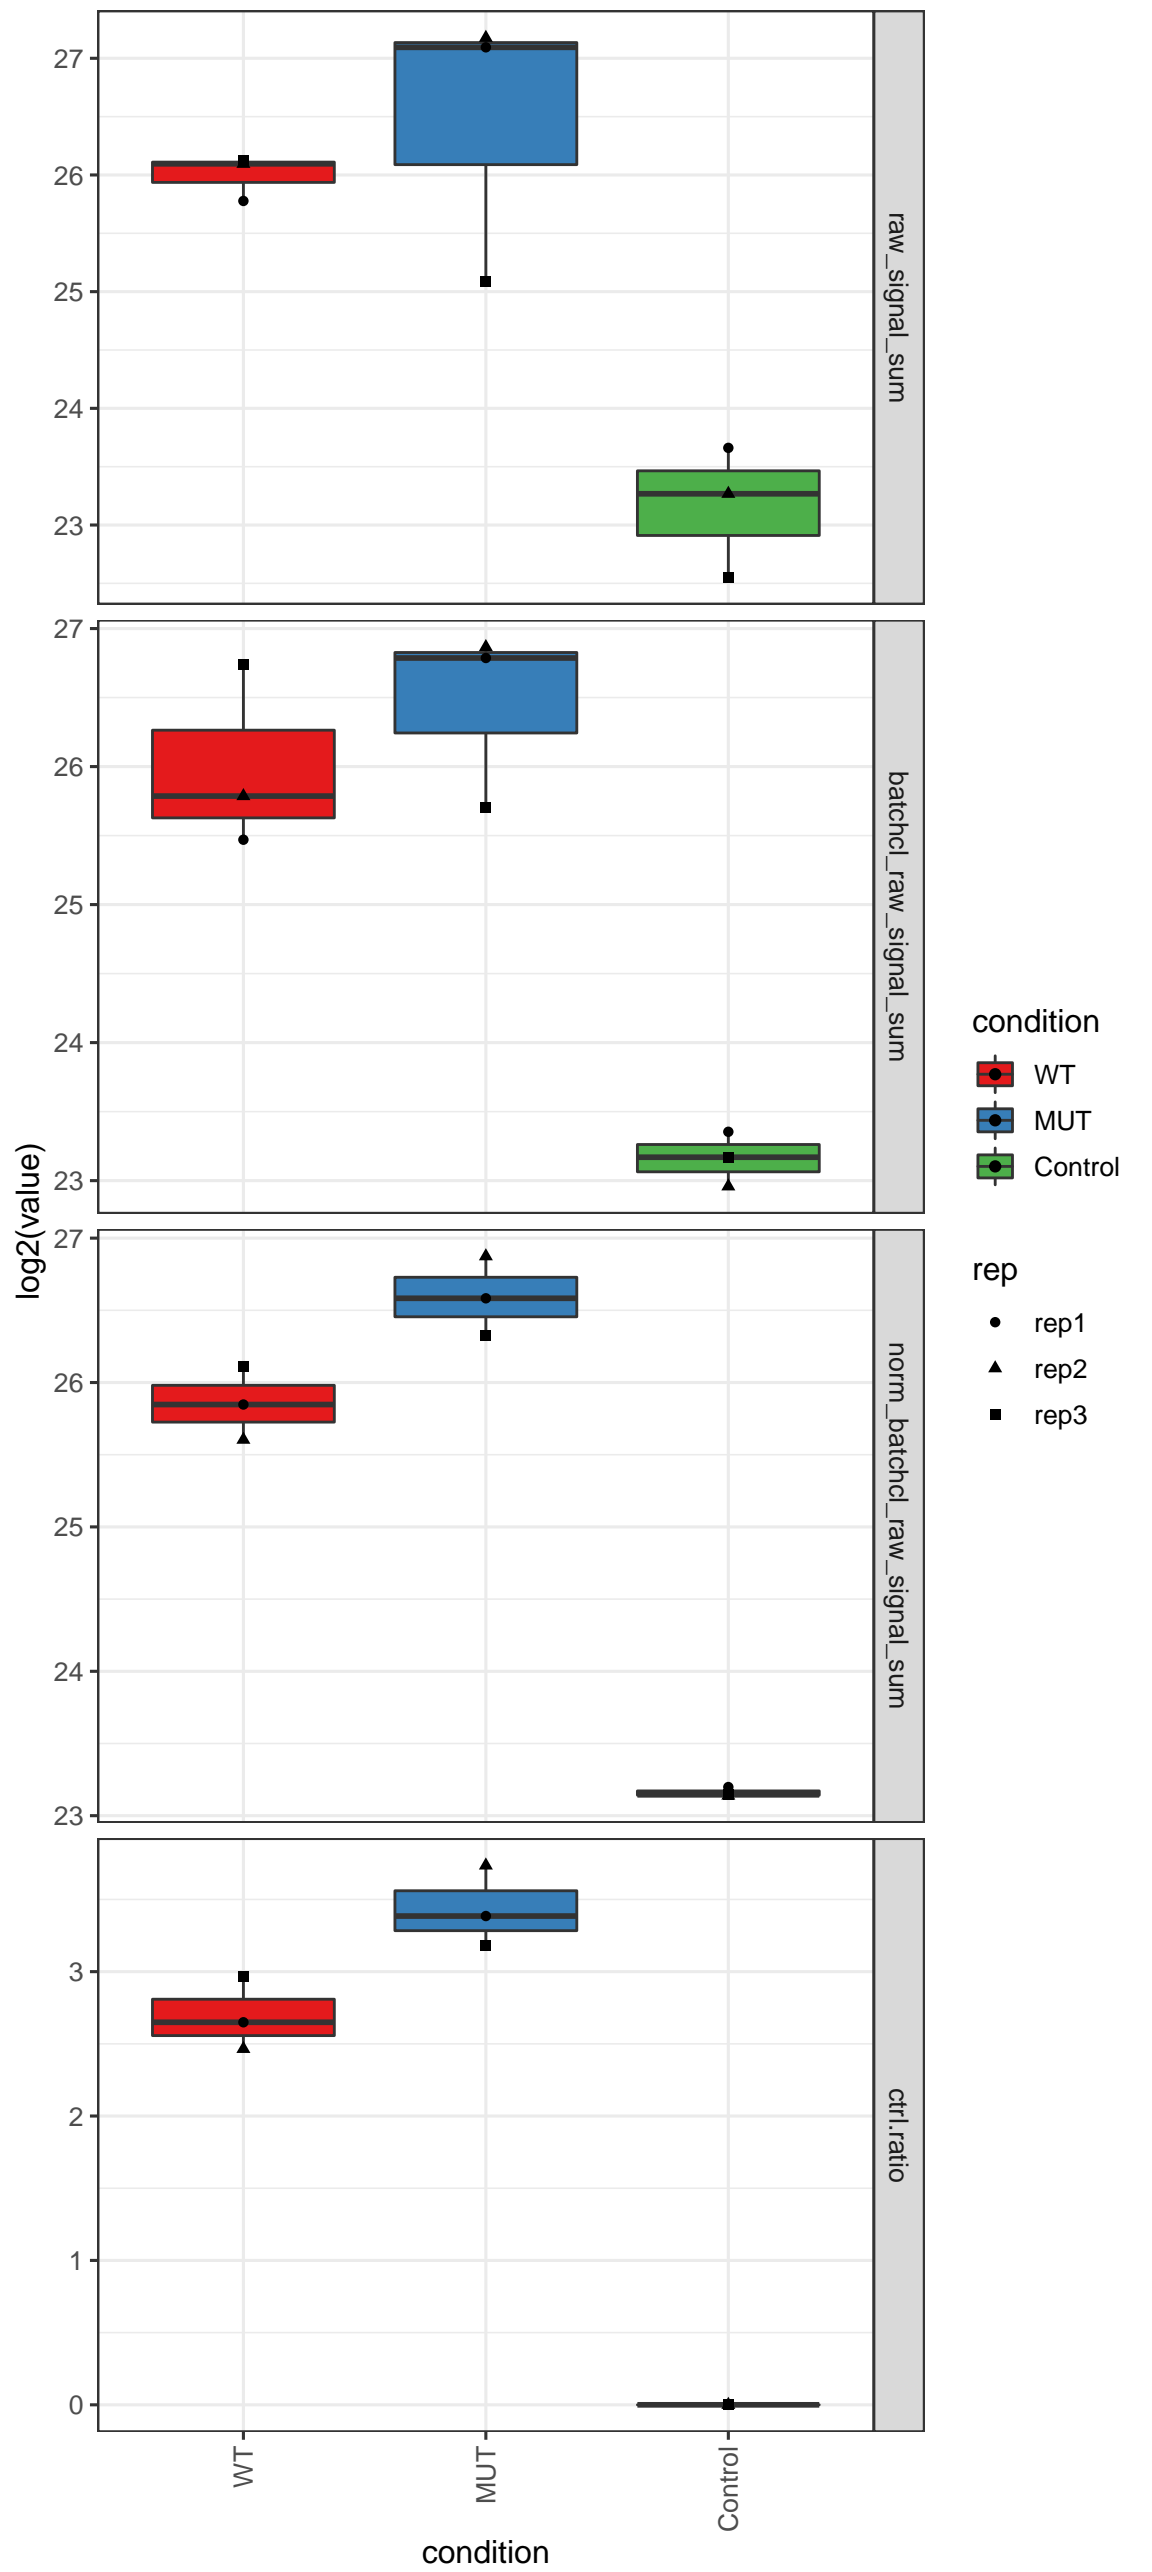 27
26
25
24
23
raw_signal_sum
27
26
25
24
23
batchcl_raw_signal_sum
27
26
25
24
23
norm_batchcl_raw_signal_sum
3
2
1
0
ctrl.ratio
log2(value)
WT
MUT
Control
condition
condition
WT
MUT
Control
rep
rep1
rep2
rep3